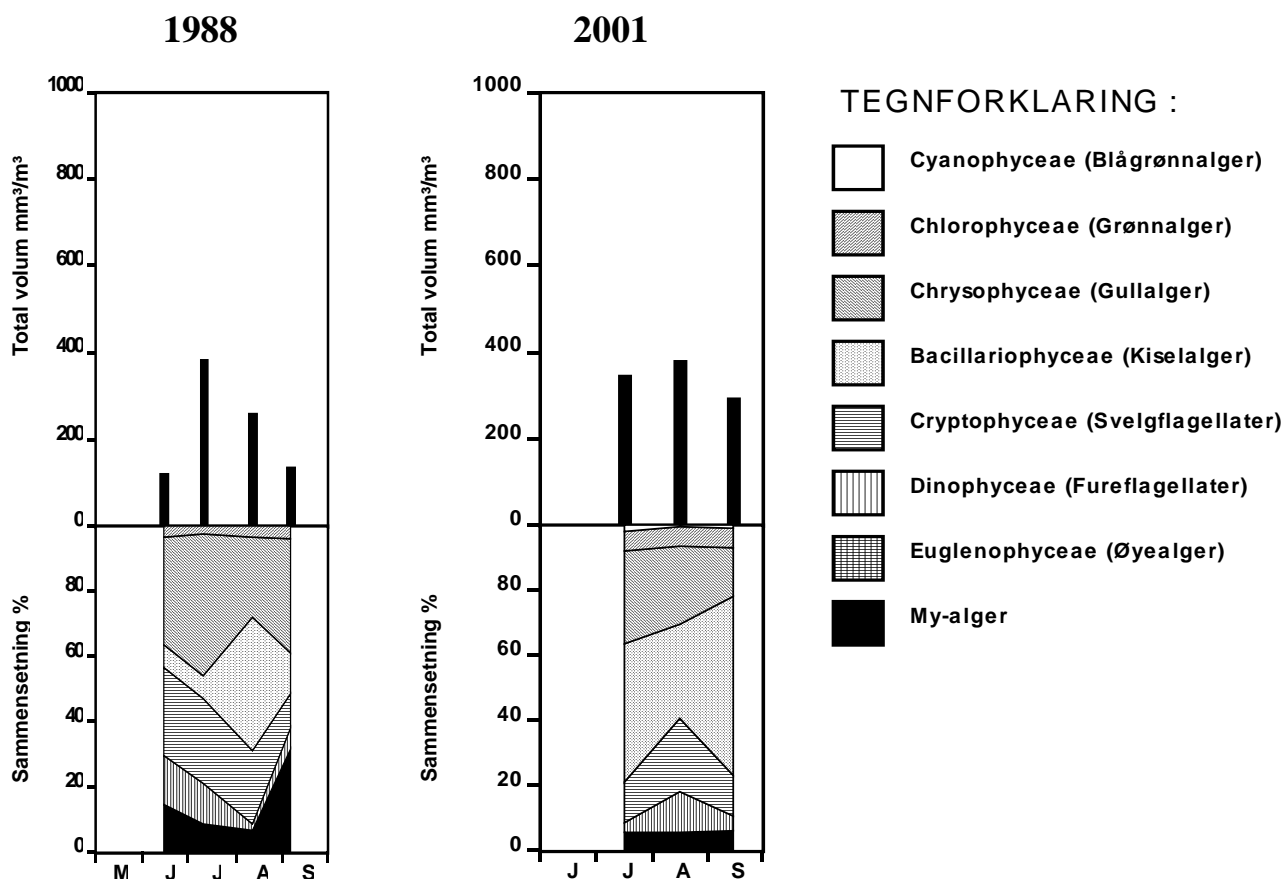 1988
2001
Total volum mm³/m³
1000
800
600
400
200
0
Sammensetning %
80
60
40
20
0
M J J A S
Total volum mm³/m³
1000
800
600
400
200
0
Sammensetning %
80
60
40
20
0
J J A S
TEGNFORKLARING :
Cyanophyceae (Blågrønnalger)
Chlorophyceae (Grønnalger)
Chrysophyceae (Gullalger)
Bacillariophyceae (Kiselalger)
Cryptophyceae (Svelgflagellater)
Dinophyceae (Fureflagellater)
Euglenophyceae (Øyealger)
My-alger